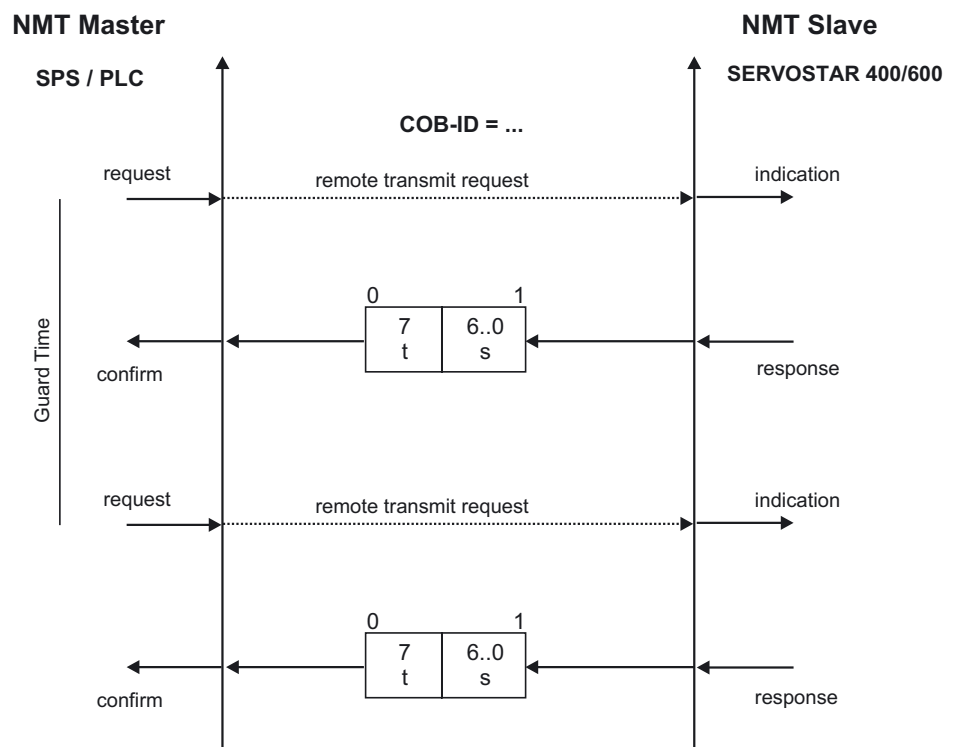 NMT Master
NMT Slave
SPS / PLC
SERVOSTAR 400/600
COB-ID = ...
request
remote transmit request
indication
0 1
7 6..0
t s
confirm
response
Guard Time
request
remote transmit request
indication
0 1
7 6..0
t s
confirm
response